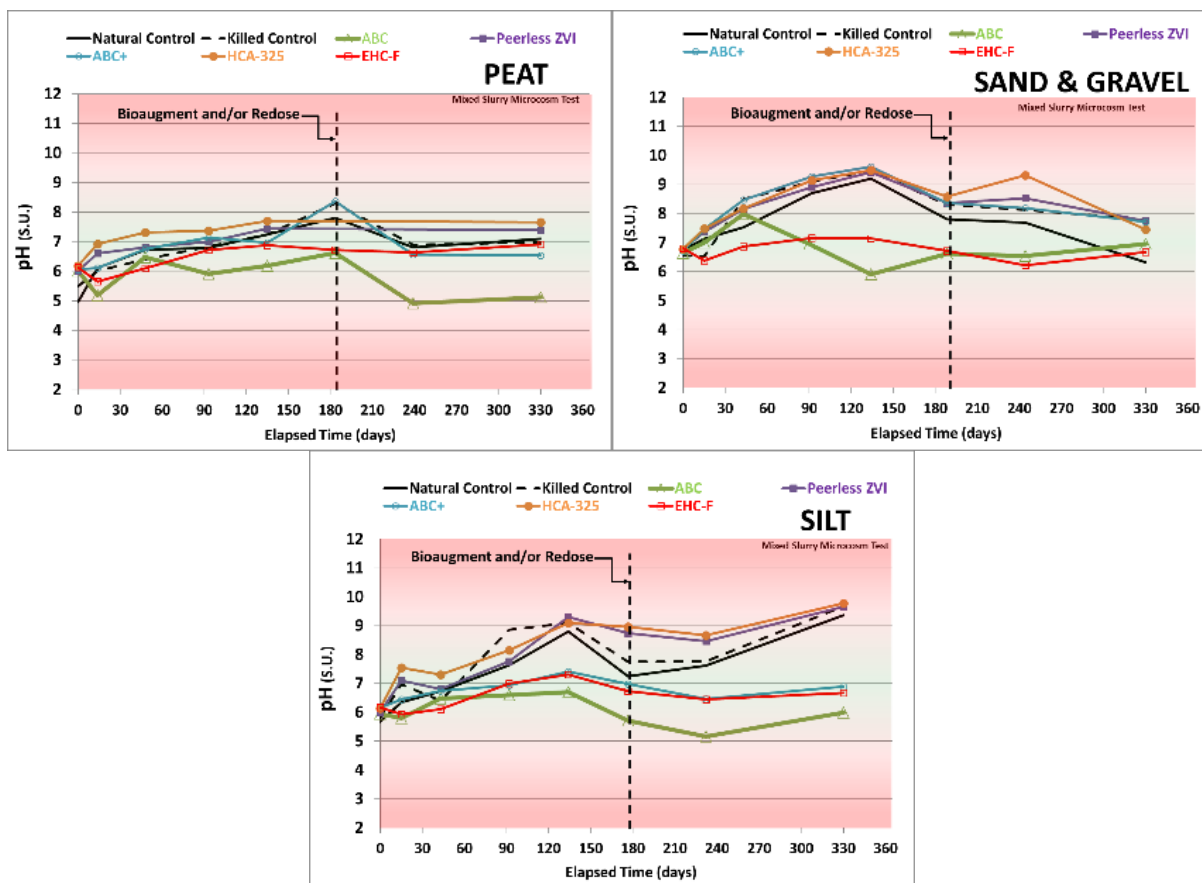 Natural Control Killed Control ABC Peerless ZVI
ABC+ HCA-325 EHC-F
PEAT
Mixed Slurry Microcosm Test
Bioaugment and/or Redose
12
11
10
9
8
7
6
5
4
3
2
pH (s.u.)
0 30 60 90 120 150 180 210 240 270 300 330 360
Elapsed Time (days)
Natural Control Killed Control ABC Peerless ZVI
ABC+ HCA-325 EHC-F
SAND & GRAVEL
Mixed Slurry Microcosm Test
Bioaugment and/or Redose
12
11
10
9
8
7
6
5
4
3
2
pH (s.u.)
0 30 60 90 120 150 180 210 240 270 300 330 360
Elapsed Time (days)
Natural Control Killed Control ABC Peerless ZVI
ABC+ HCA-325 EHC-F
SILT
Mixed Slurry Microcosm Test
Bioaugment and/or Redose
12
11
10
9
8
7
6
5
4
3
2
pH (s.u.)
0 30 60 90 120 150 180 210 240 270 300 330 360
Elapsed Time (days)